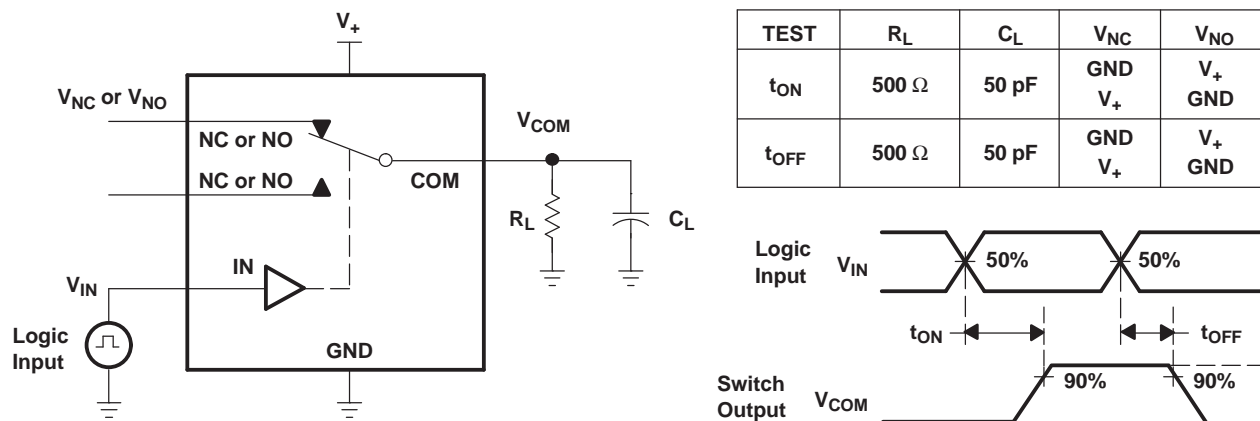 V+
VNC or VNO
NC or NO
NC or NO
COM
VCOM
RL
CL
IN
VIN
Logic
Input
GND
TEST RL CL VNC VNO
tON 500 Ω 50 pF GND V+
V+ GND
tOFF 500 Ω 50 pF GND V+
V+ GND
Logic
Input
VIN
50% 50%
tON tOFF
Switch
Output
VCOM
90% 90%